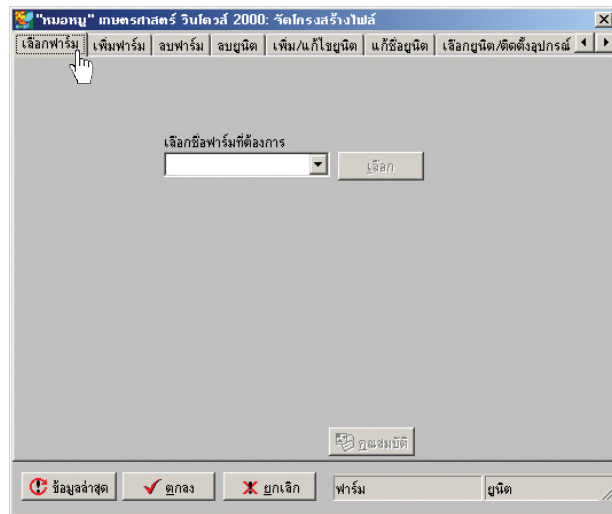 "หมอหมู" เกษตรศาสตร์ วินโดวส์ 2000: จัดโครงสร้างไฟล์
เลือกฟาร์ม เพิ่มฟาร์ม ลบฟาร์ม ลบยูนิต เพิ่ม/แก้ไขยูนิต แก้ชื่อยูนิต เลือกยูนิต/ติดตั้งอุปกรณ์
เลือกชื่อฟาร์มที่ต้องการ
เลือก
คุณสมบัติ
ข้อมูลล่าสุด ตกลง ยกเลิก ฟาร์ม ยูนิต